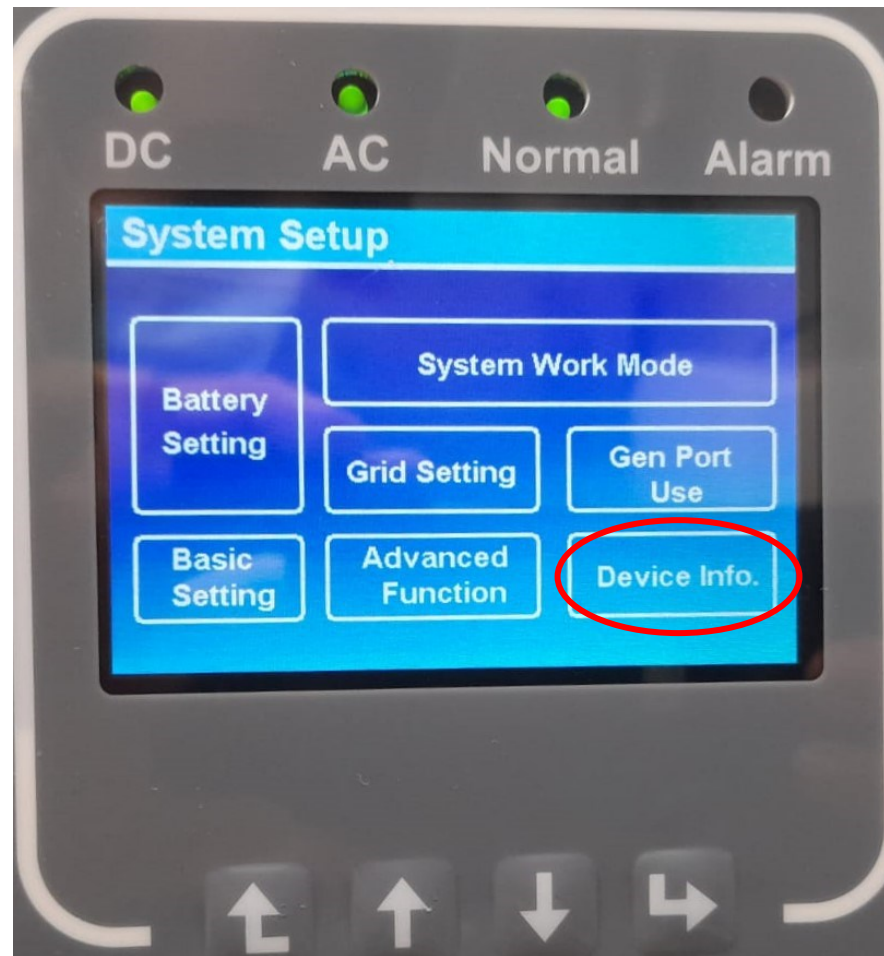 DC AC Normal Alarm
System Setup
Battery
Setting
System Work Mode
Grid Setting
Gen Port
Use
Basic
Setting
Advanced
Function
Device Info.